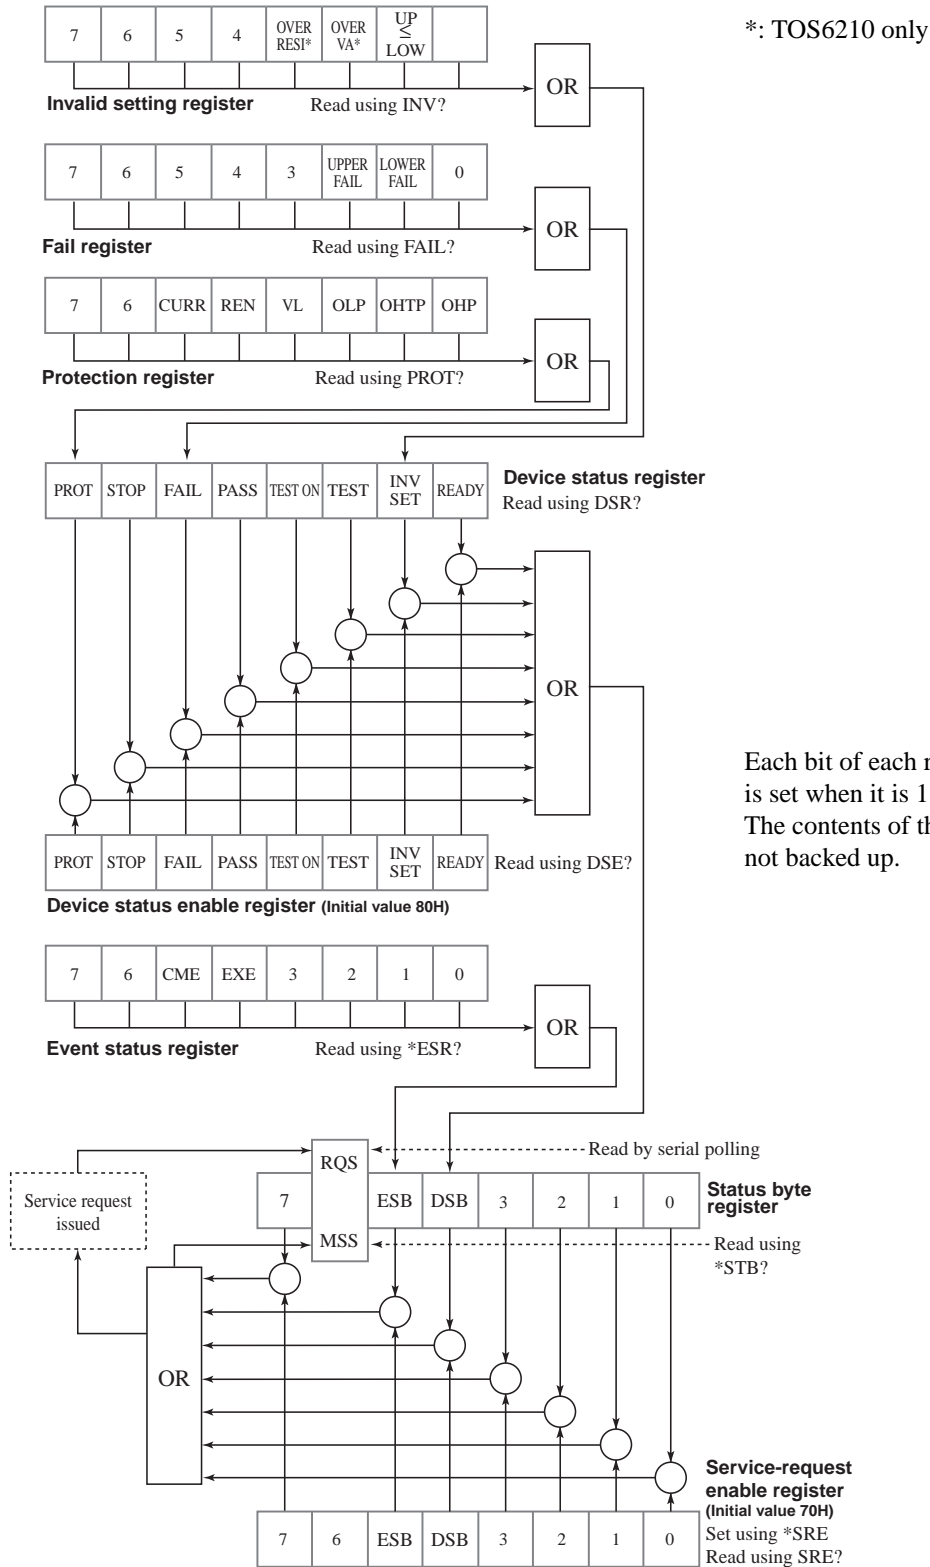 7 6 5 4 OVER RESI* OVER VA* UP ≤ LOW
*: TOS6210 only
OR
Invalid setting register Read using INV?
7 6 5 4 3 UPPER FAIL LOWER FAIL 0
OR
Fail register Read using FAIL?
7 6 CURR REN VL OLP OHTP OHP
OR
Protection register Read using PROT?
PROT STOP FAIL PASS TEST ON TEST INV SET READY
Device status register
Read using DSR?
OR
Each bit of each r
is set when it is 1
The contents of th
not backed up.
PROT STOP FAIL PASS TEST ON TEST INV SET READY
Read using DSE?
Device status enable register (Initial value 80H)
7 6 CME EXE 3 2 1 0
OR
Event status register Read using *ESR?
Read by serial polling
RQS
7 ESB DSB 3 2 1 0
Status byte
register
Service request
issued
MSS
Read using
*STB?
OR
Service-request
enable register
(Initial value 70H)
7 6 ESB DSB 3 2 1 0
Set using *SRE
Read using SRE?